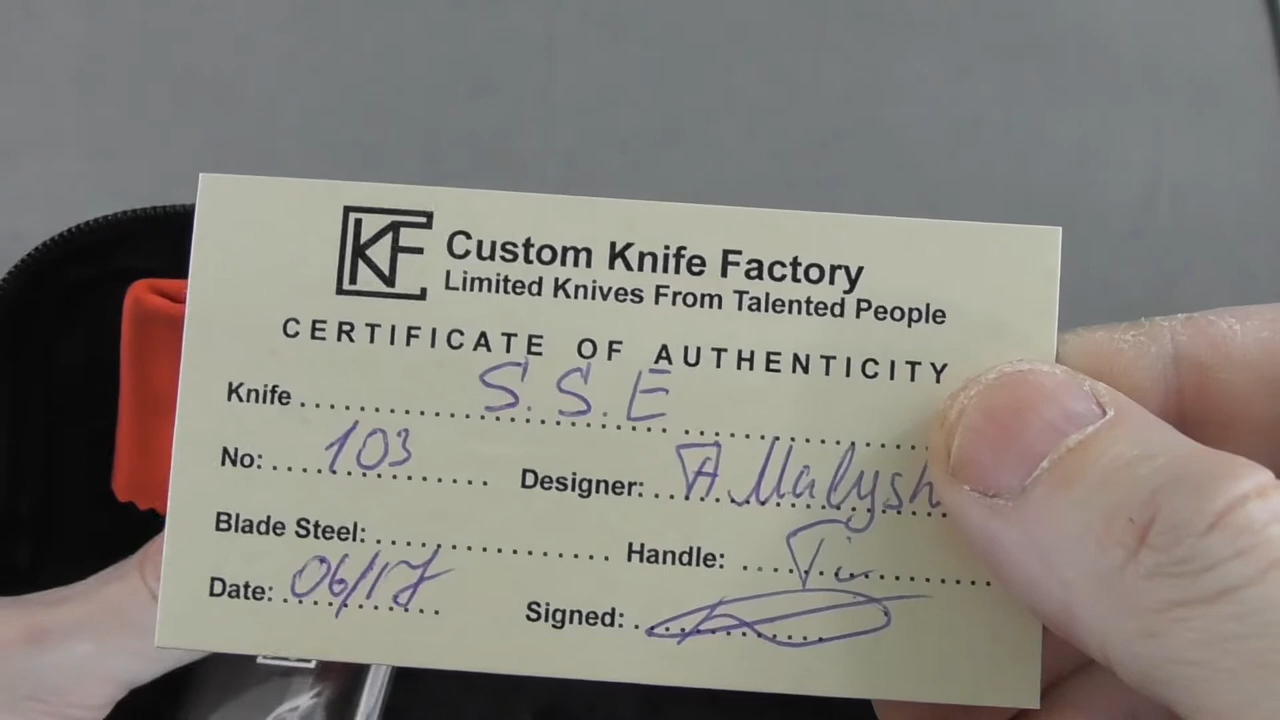 CKF Custom Knife Factory
Limited Knives From Talented People
CERTIFICATE OF AUTHENTICITY
Knife S.S.E
No: 103 Designer: A.Malysh
Blade Steel: Handle: Ti
Date: 06/17 Signed: